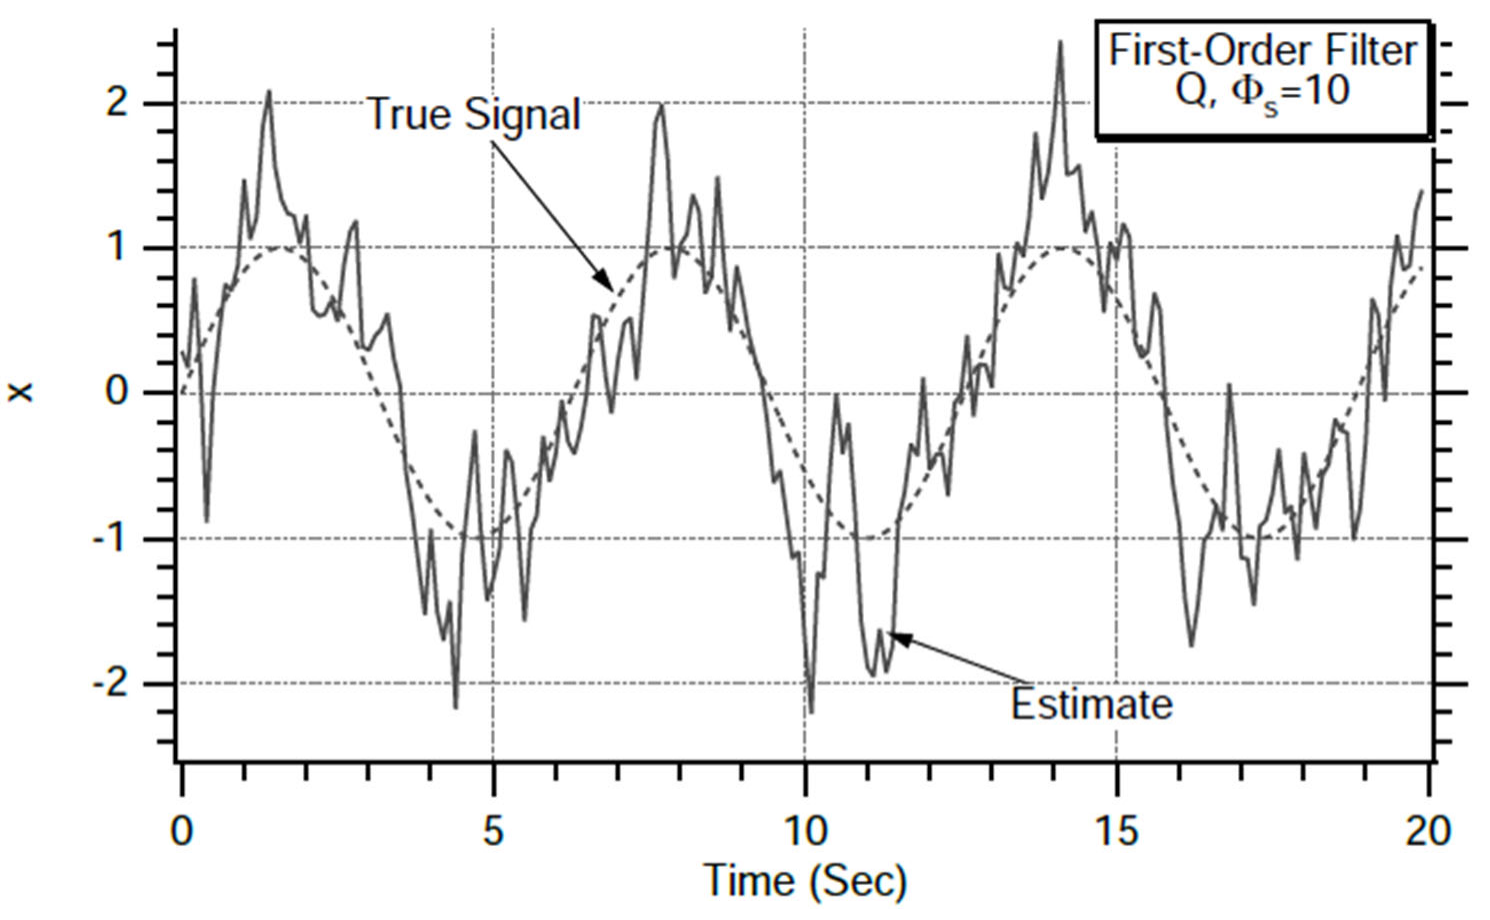 First-Order Filter
Q, Φs=10
True Signal
Estimate
x
2
1
0
-1
-2
0 5 10 15 20
Time (Sec)